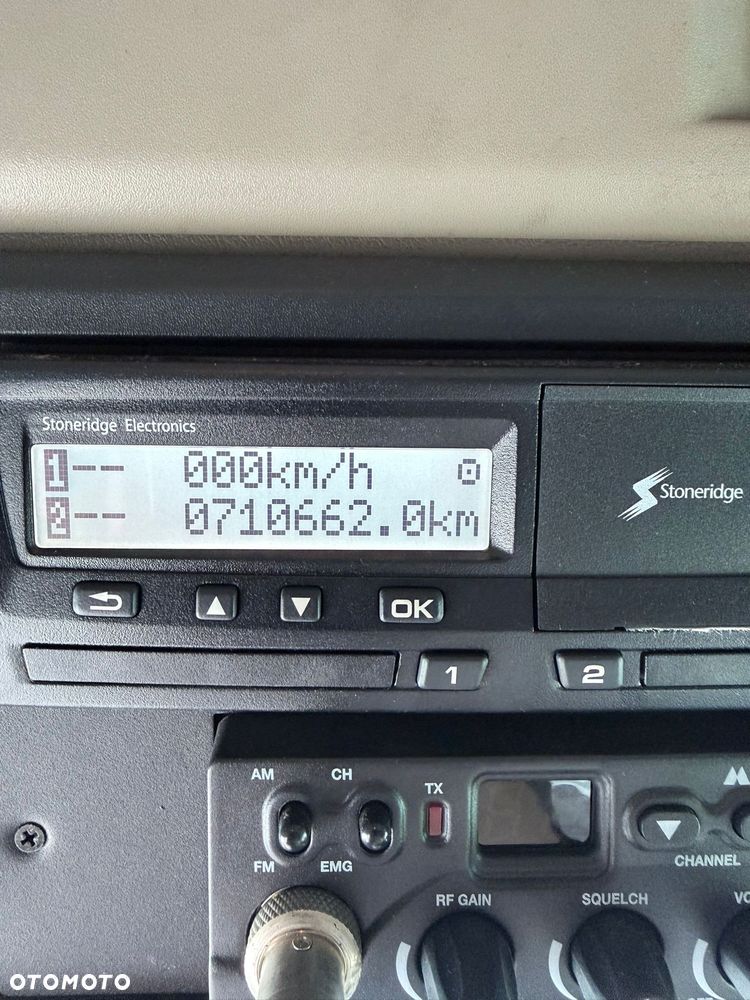 Stoneridge Electronics
1-- 000km/h
2-- 0710662.0km
Stoneridge
OK
1
2
AM
CH
TX
FM
EMG
CHANNEL
RF GAIN
SQUELCH
OTOMOTO